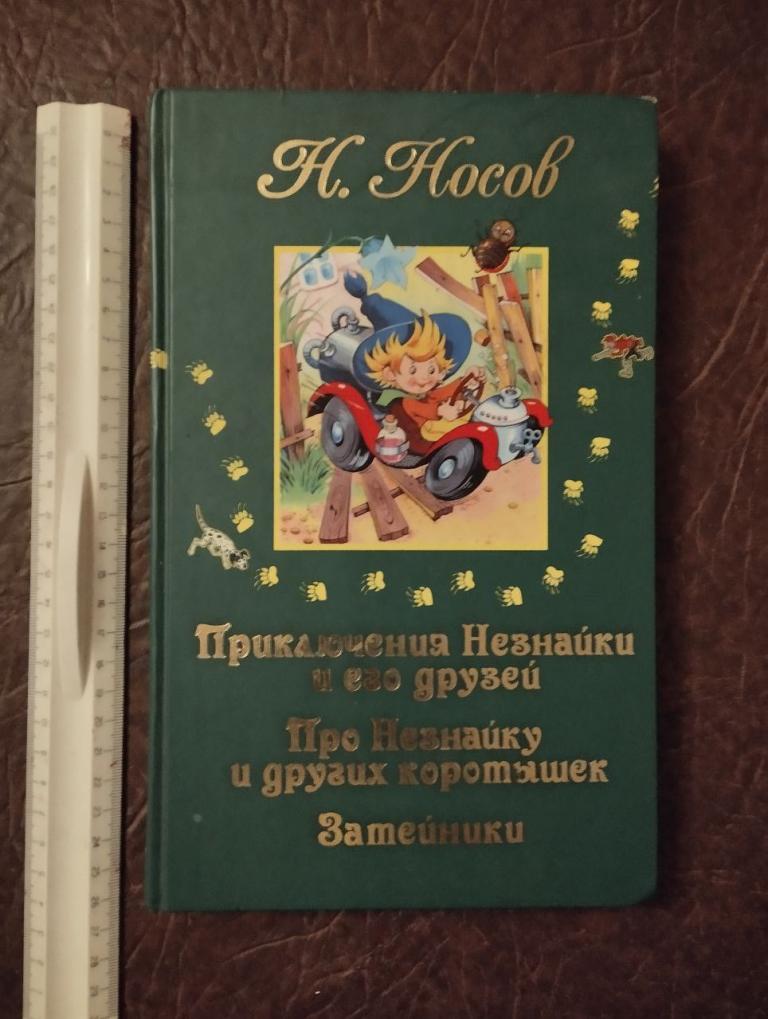 Н. Носов
Приключения Незнайки
и его друзей
Про Незнайку
и других коротышек
Затейники